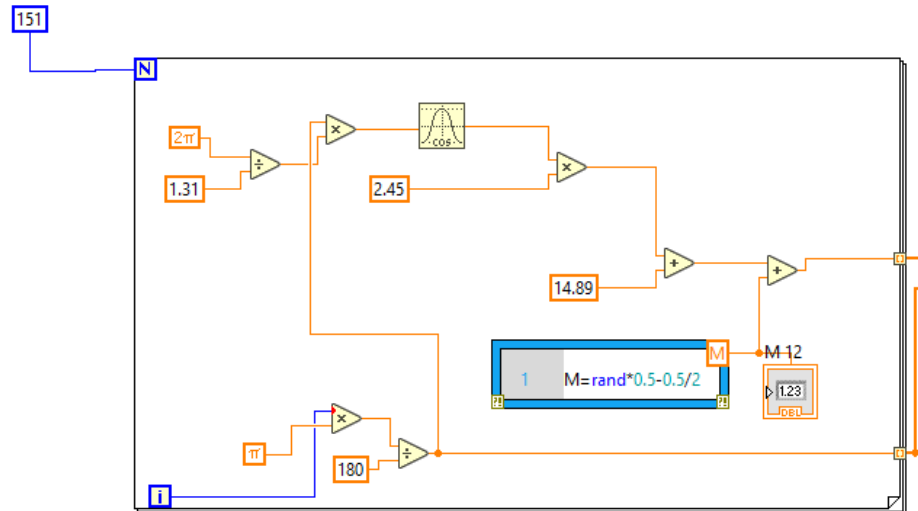 151
N
2π
÷
1.31
×
COS
2.45
×
+
14.89
+
M
M 12
1 M=rand*0.5-0.5/2
1.23
DBL
π
×
÷
180
i